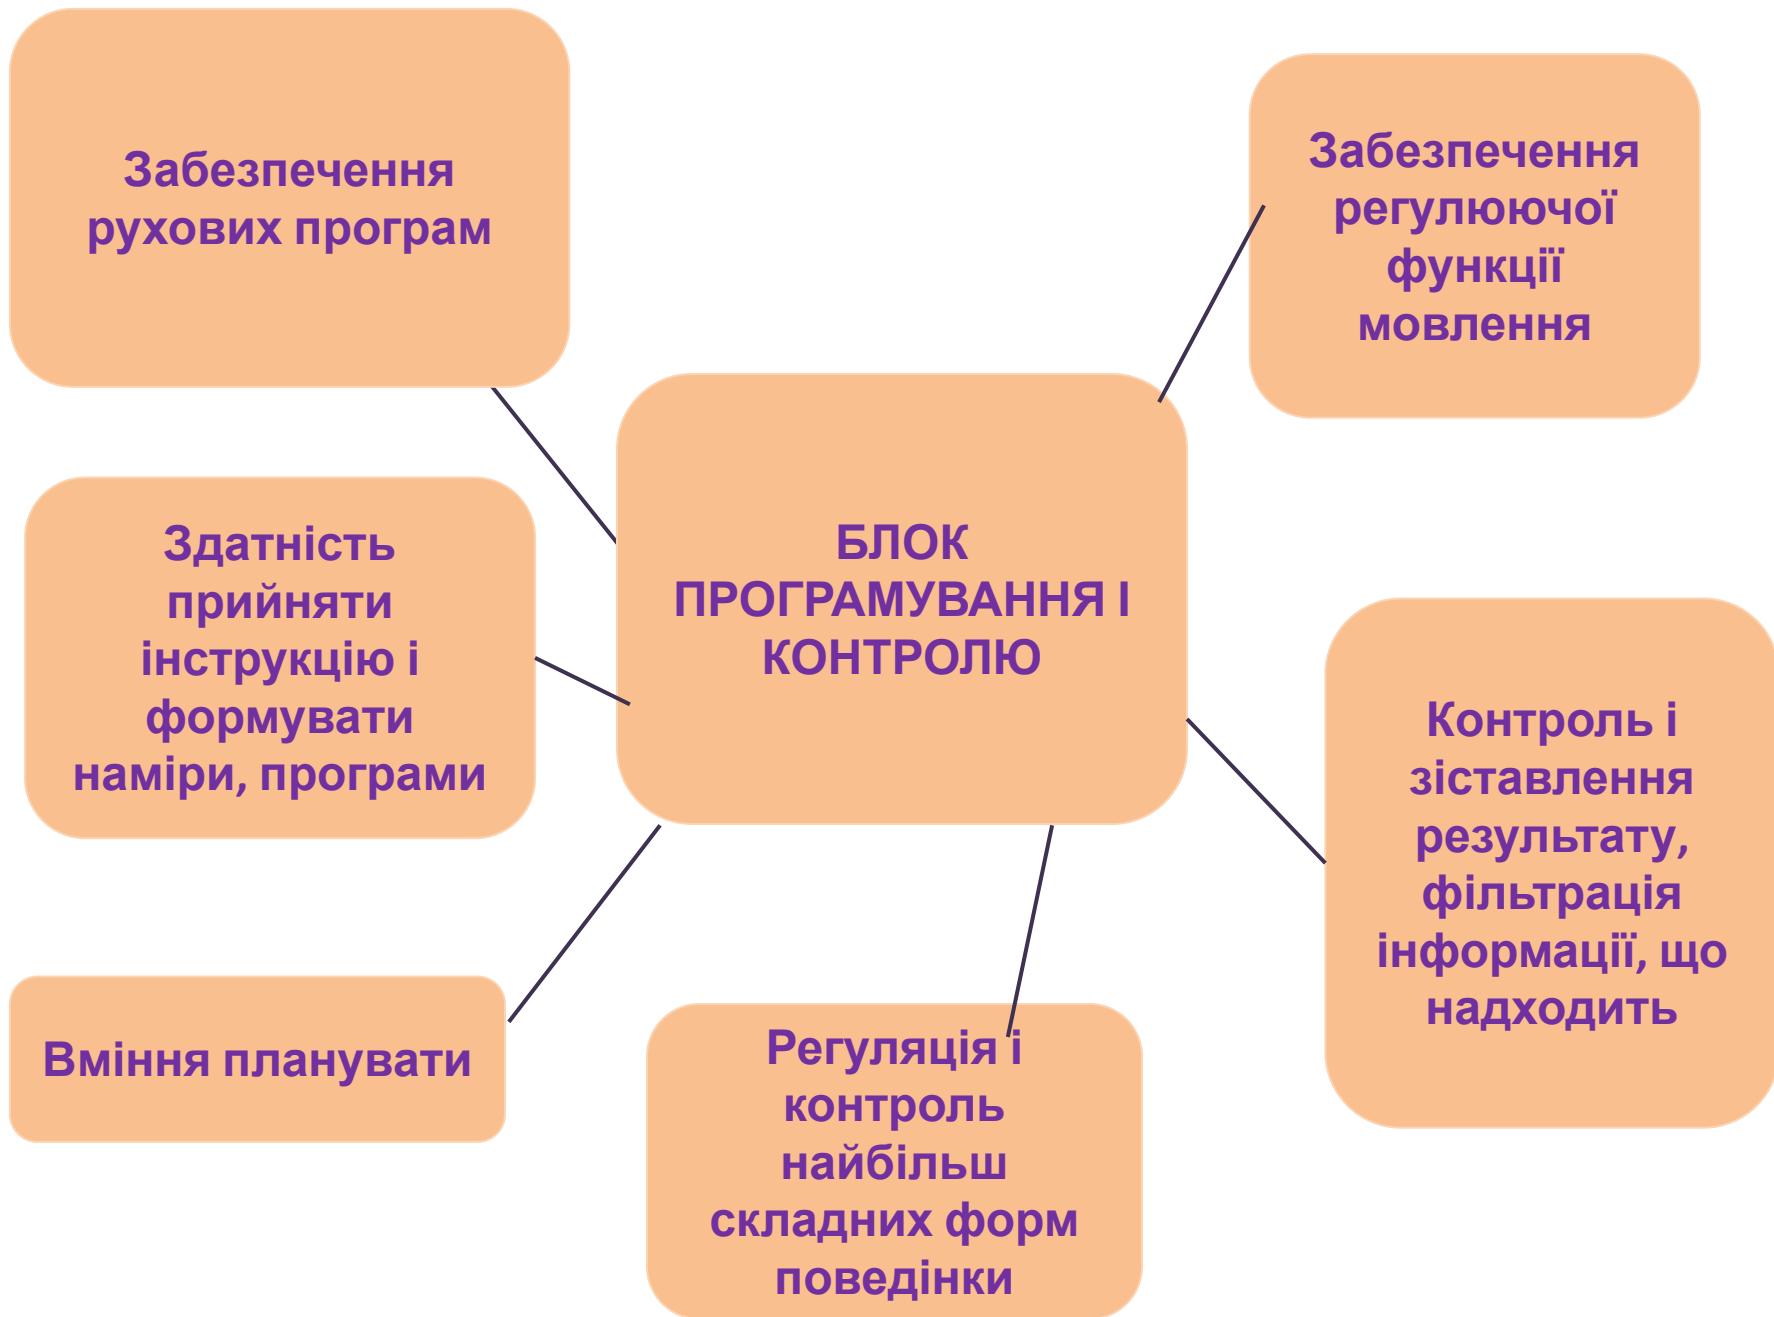 Забезпечення
рухових програм
Забезпечення
регулюючої
функції
мовлення
БЛОК
ПРОГРАМУВАННЯ І
КОНТРОЛЮ
Здатність
прийняти
інструкцію і
формувати
наміри, програми
Контроль і
зіставлення
результату,
фільтрація
інформації, що
надходить
Вміння планувати
Регуляція і
контроль
найбільш
складних форм
поведінки